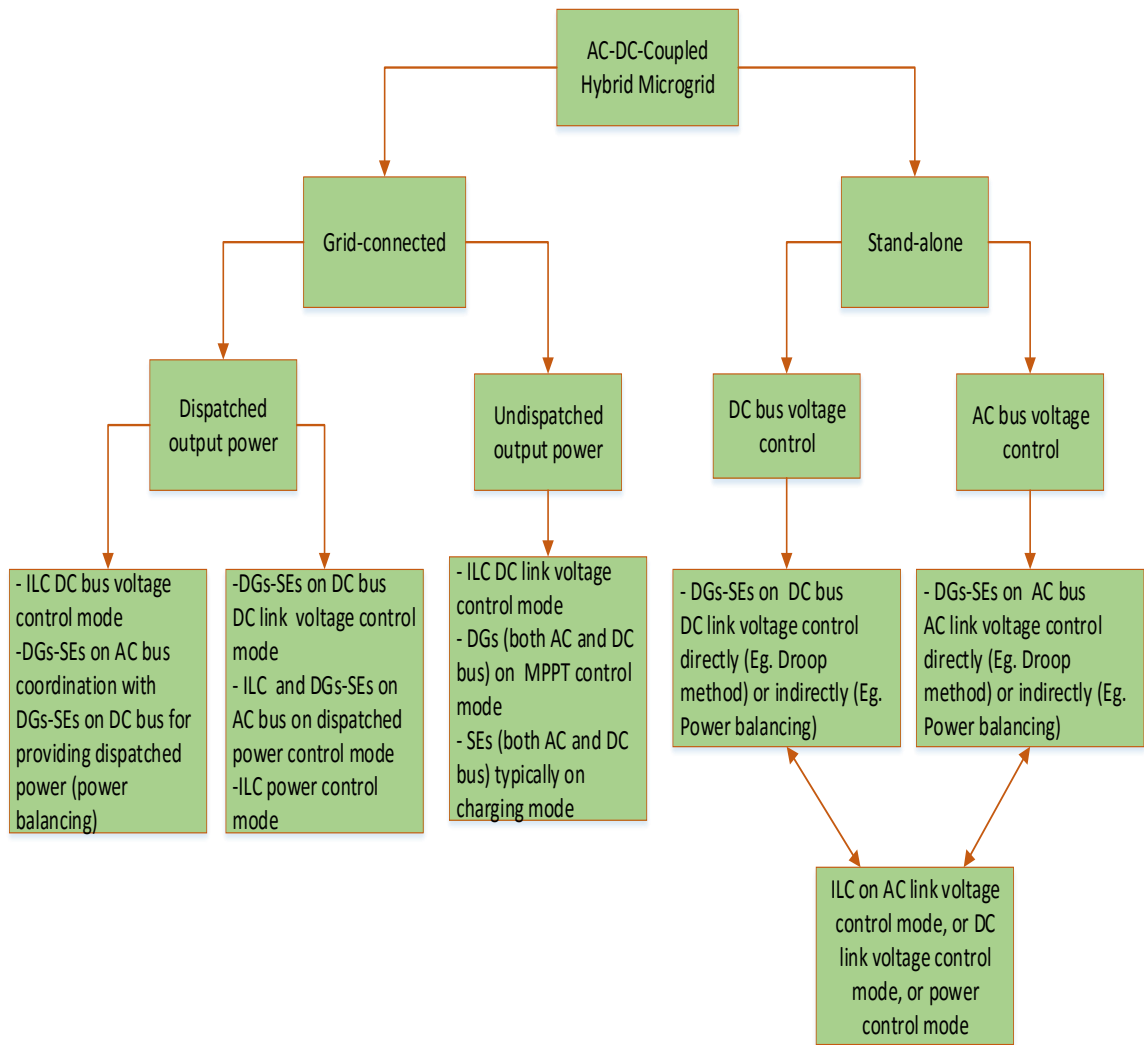 AC-DC-Coupled
Hybrid Microgrid
Grid-connected
Stand-alone
Dispatched
output power
Undispatched
output power
DC bus voltage
control
AC bus voltage
control
- ILC DC bus voltage
control mode
-DGs-SEs on AC bus
coordination with
DGs-SEs on DC bus for
providing dispatched
power (power
balancing)
-DGs-SEs on DC bus
DC link voltage control
mode
- ILC and DGs-SEs on
AC bus on dispatched
power control mode
-ILC power control
mode
- ILC DC link voltage
control mode
- DGs (both AC and DC
bus) on MPPT control
mode
- SEs (both AC and DC
bus) typically on
charging mode
- DGs-SEs on DC bus
DC link voltage control
directly (Eg. Droop
method) or indirectly (Eg.
Power balancing)
- DGs-SEs on AC bus
AC link voltage control
directly (Eg. Droop
method) or indirectly (Eg.
Power balancing)
ILC on AC link voltage
control mode, or DC
link voltage control
mode, or power
control mode